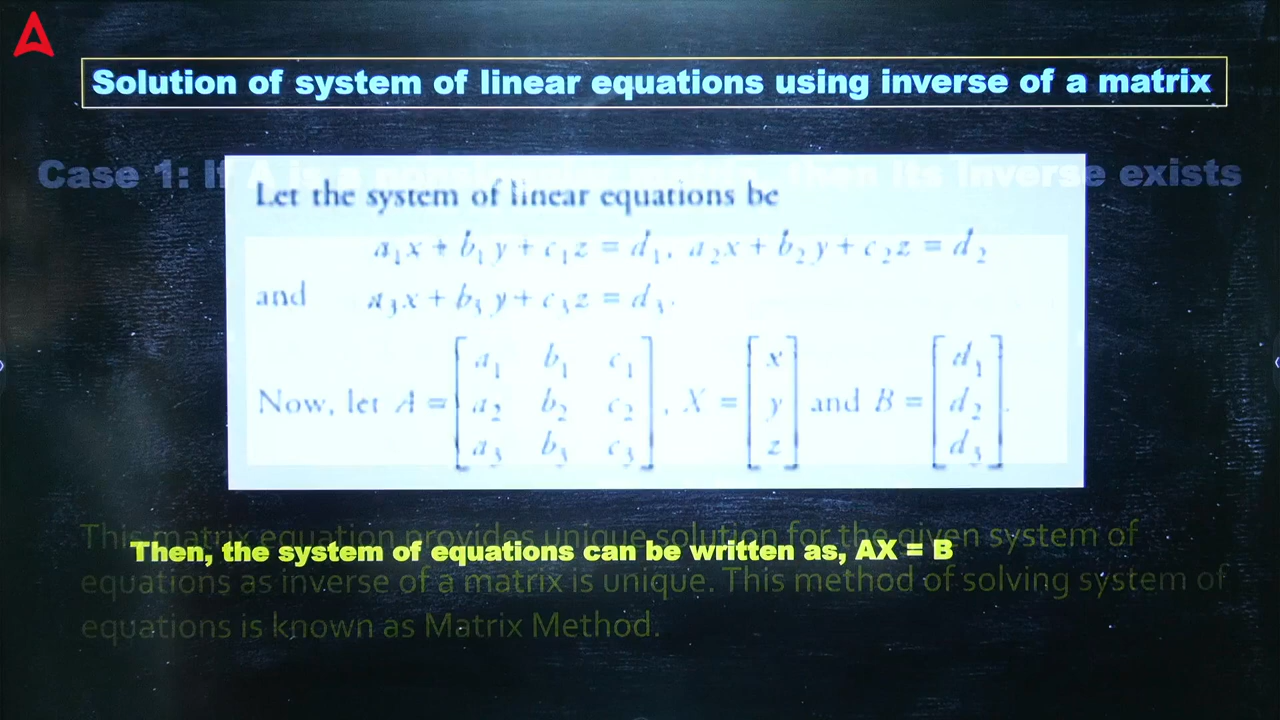 Solution of system of linear equations using inverse of a matrix
Case 1: If A is a then its inverse exists
Let the system of linear equations be
a₁x + b₁y + c₁z = d₁, a₂x + b₂y + c₂z = d₂
and a₃x + b₃y + c₃z = d₃.
Now, let A = [a₁ b₁ c₁; a₂ b₂ c₂; a₃ b₃ c₃], X = [x; y; z] and B = [d₁; d₂; d₃].
This matrix equation provides unique solution for the given system of
Then, the system of equations can be written as, AX = B
equations as inverse of a matrix is unique. This method of solving system of
equations is known as Matrix Method.